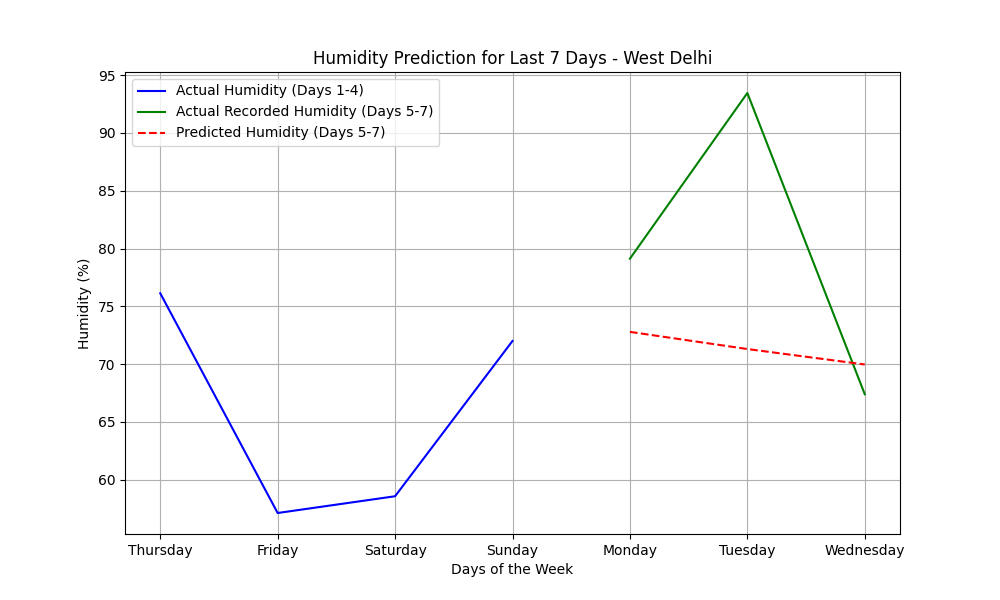 Humidity Prediction for Last 7 Days - West Delhi
95
90
85
80
75
70
65
60
Humidity (%)
Actual Humidity (Days 1-4)
Actual Recorded Humidity (Days 5-7)
Predicted Humidity (Days 5-7)
Thursday Friday Saturday Sunday Monday Tuesday Wednesday
Days of the Week